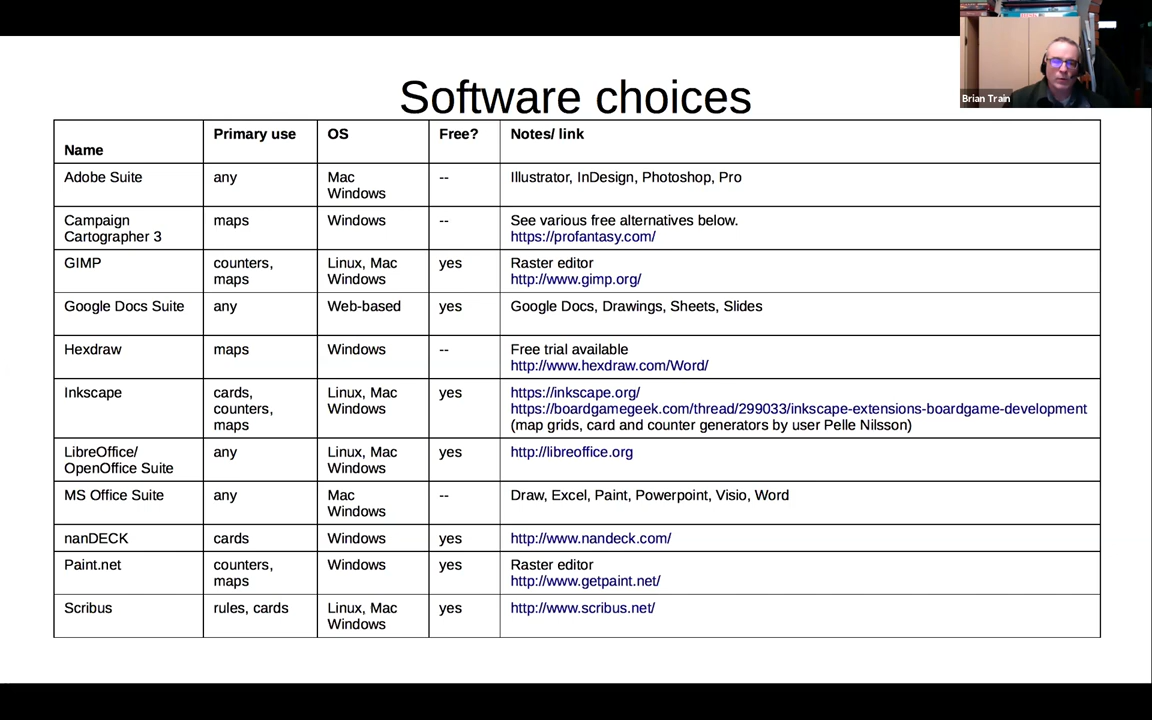 Brian Train
Software choices
Name Primary use OS Free? Notes/ link
Adobe Suite any Mac -- Illustrator, InDesign, Photoshop, Pro
Windows
Campaign maps Windows -- See various free alternatives below.
Cartographer 3 https://profantasy.com/
GIMP counters, Linux, Mac yes Raster editor
maps Windows http://www.gimp.org/
Google Docs Suite any Web-based yes Google Docs, Drawings, Sheets, Slides
Hexdraw maps Windows -- Free trial available
http://www.hexdraw.com/Word/
Inkscape cards, Linux, Mac yes https://inkscape.org/
counters, Windows https://boardgamegeek.com/thread/299033/inkscape-extensions-boardgame-development
maps (map grids, card and counter generators by user Pelle Nilsson)
LibreOffice/ any Linux, Mac yes http://libreoffice.org
OpenOffice Suite Windows
MS Office Suite any Mac -- Draw, Excel, Paint, Powerpoint, Visio, Word
Windows
nanDECK cards Windows yes http://www.nandeck.com/
Paint.net counters, Windows yes Raster editor
maps http://www.getpaint.net/
Scribus rules, cards Linux, Mac yes http://www.scribus.net/
Windows